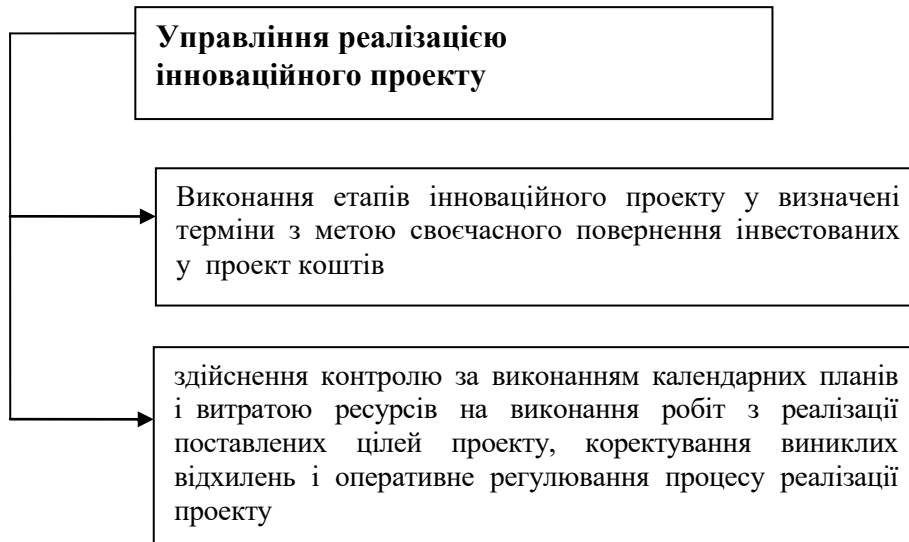 Управління реалізацією
інноваційного проекту
Виконання етапів інноваційного проекту у визначені
терміни з метою своєчасного повернення інвестованих
у проект коштів
здійснення контролю за виконанням календарних планів
і витратою ресурсів на виконання робіт з реалізації
поставлених цілей проекту, коректування виниклих
відхилень і оперативне регулювання процесу реалізації
проекту